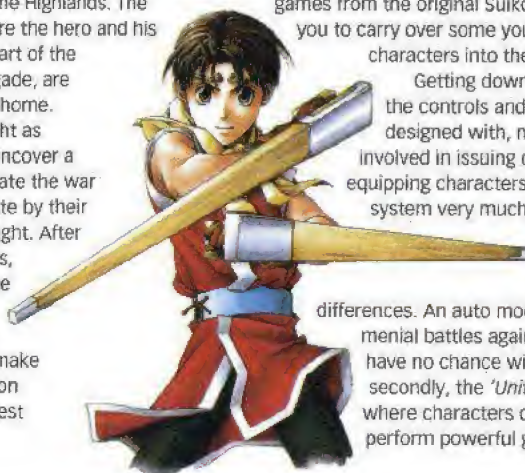 me Highlands. The
re the hero and his
art of the
gade, are
home.
ht as
ncover a
ate the war
te by their
ght. After
s,
e
make
on
est
games from the original Suiko
you to carry over some you
characters into the
Getting down
the controls and
designed with, n
involved in issuing
equipping characters
system very much
differences. An auto mod
menial battles again
have no chance wi
secondly, the 'Unit
where characters c
perform powerful g